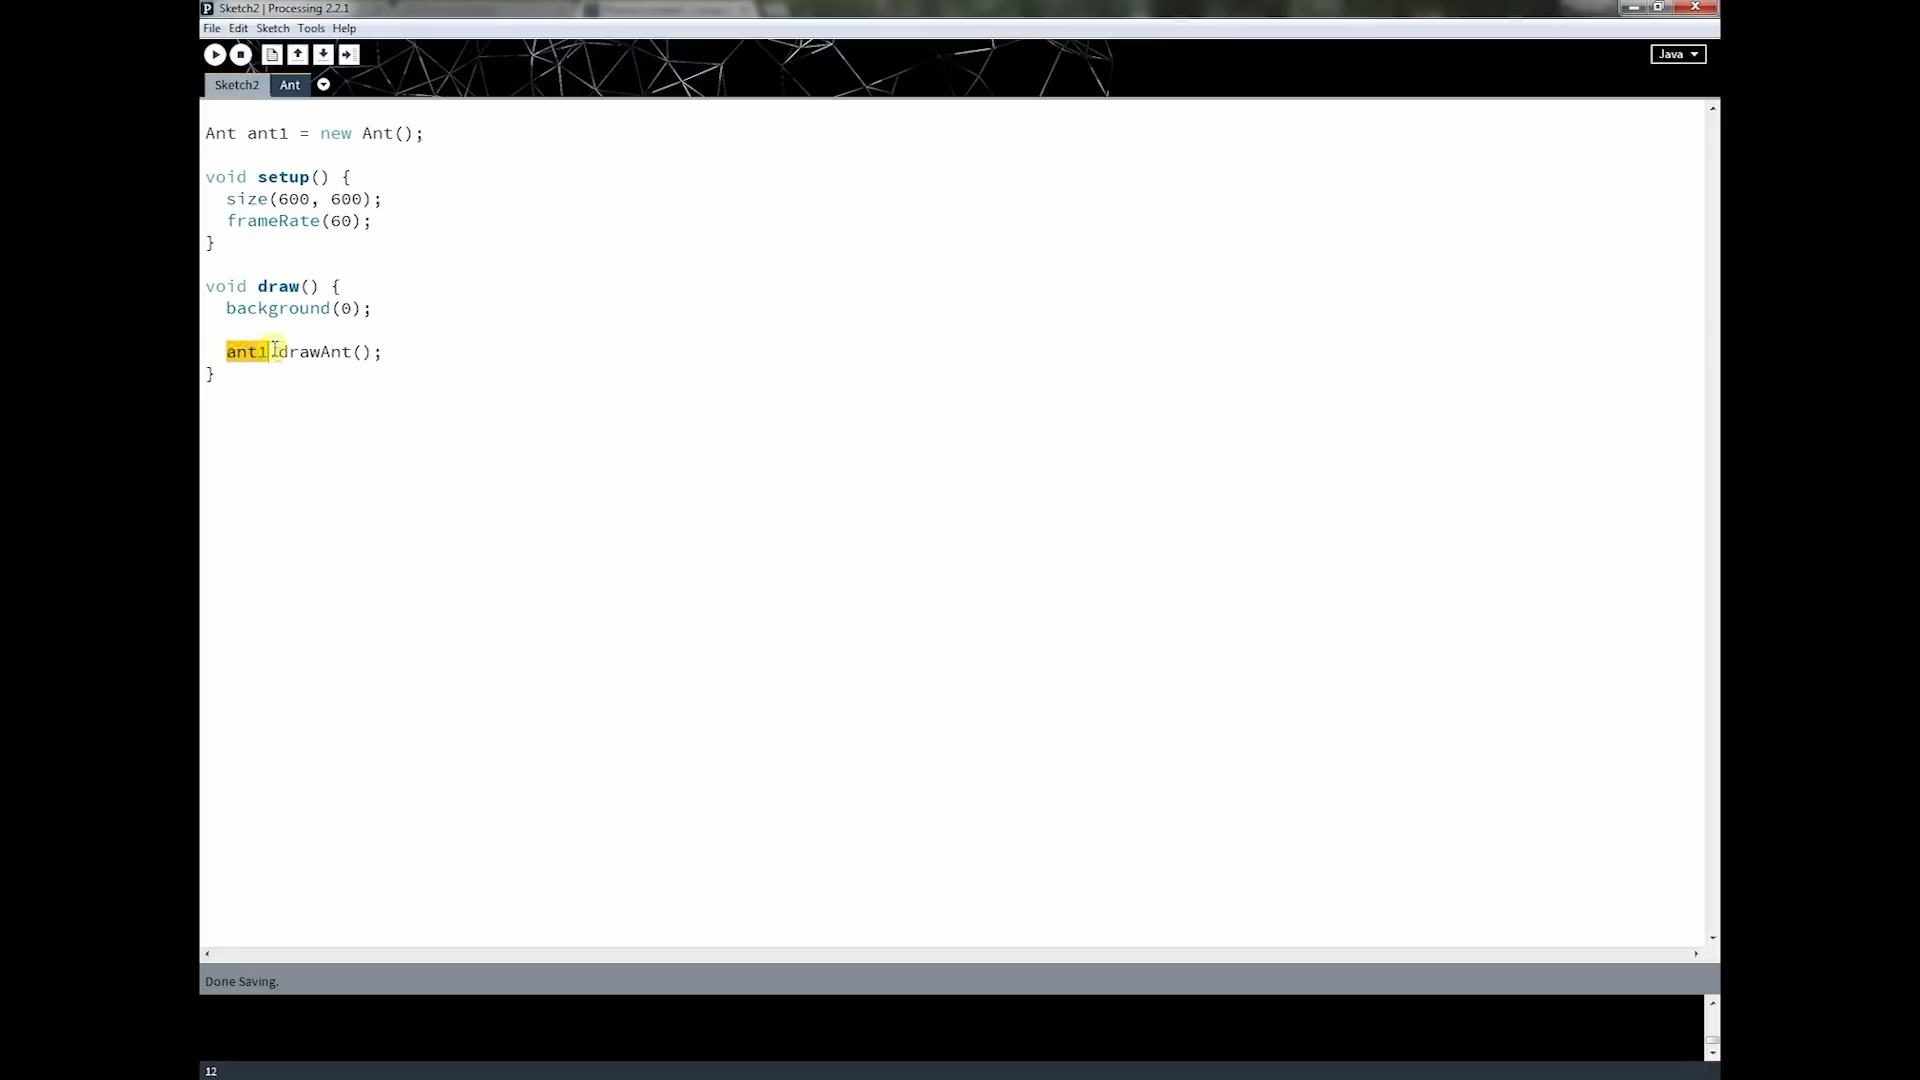 Sketch2 | Processing 2.2.1
File Edit Sketch Tools Help
Java
Sketch2 Ant
Ant ant1 = new Ant();
void setup() {
size(600, 600);
frameRate(60);
}
void draw() {
background(0);
ant1.drawAnt();
}
Done Saving.
12